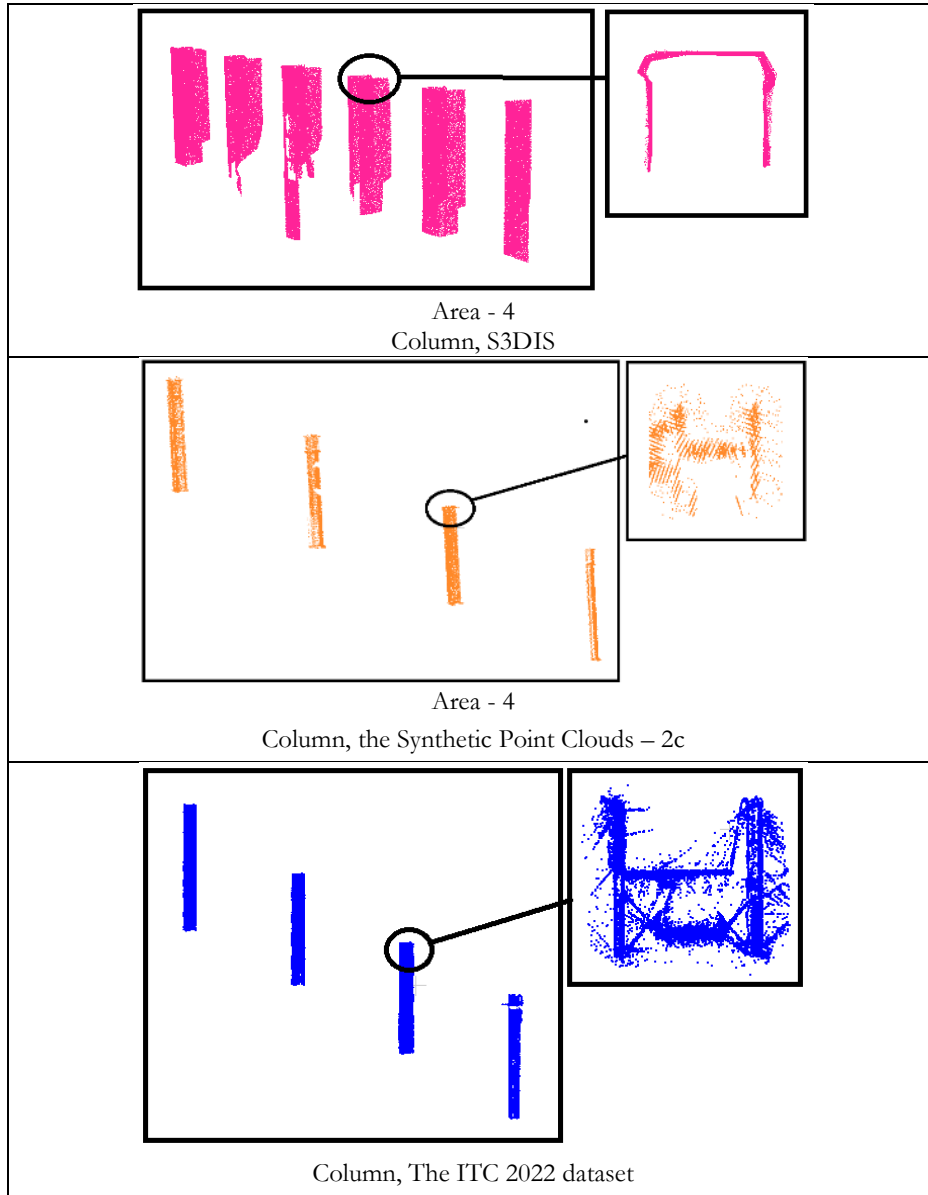 Area - 4
Column, S3DIS
Area - 4
Column, the Synthetic Point Clouds – 2c
Column, The ITC 2022 dataset